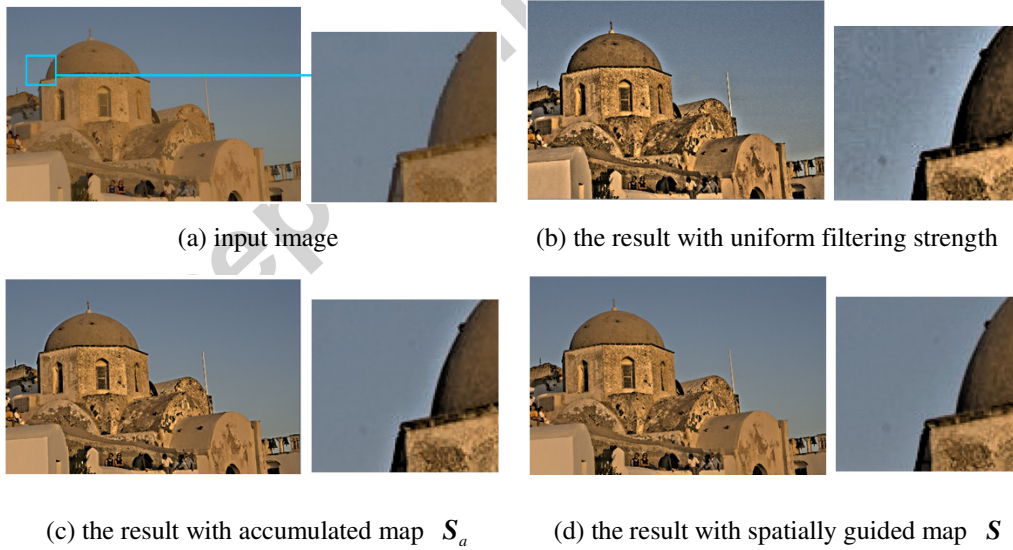 (a) input image
(b) the result with uniform filtering strength
(c) the result with accumulated map S_a
(d) the result with spatially guided map S